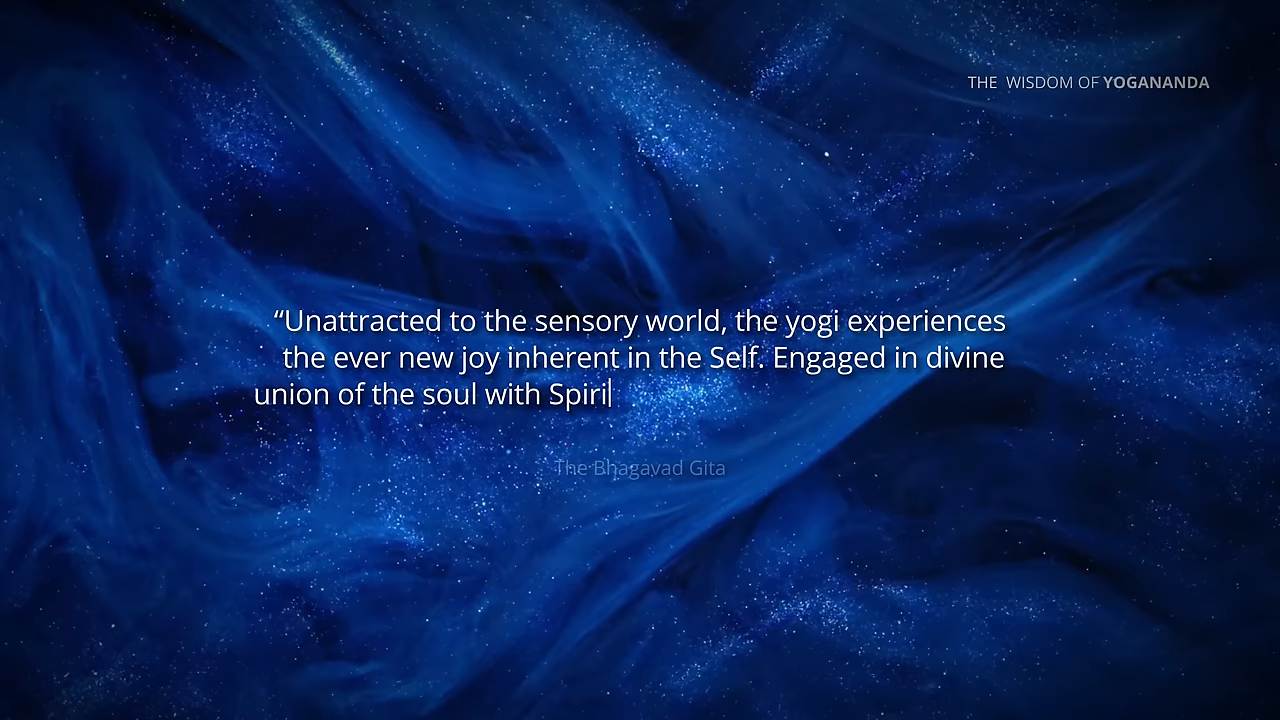 THE WISDOM OF YOGANANDA
“Unattracted to the sensory world, the yogi experiences
the ever new joy inherent in the Self. Engaged in divine
union of the soul with Spiri
The Bhagavad Gita